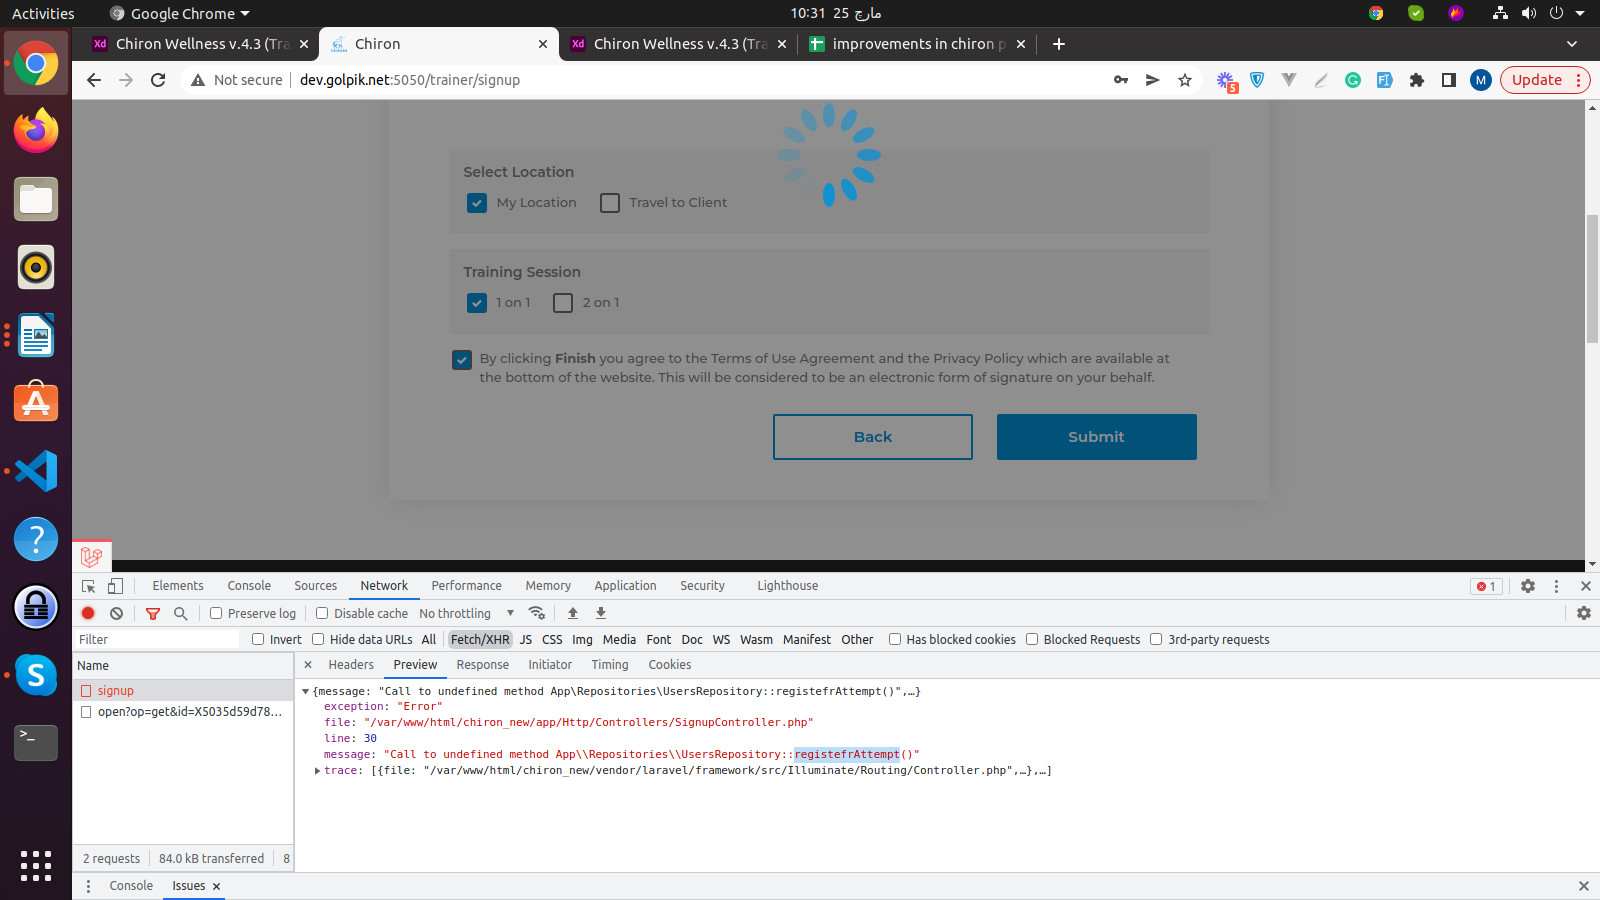 Activities
Google Chrome
10:31 25 مارچ
Chiron Wellness v.4.3 (Tra
Chiron
Chiron Wellness v.4.3 (Tra
improvements in chiron p
Not secure
dev.golpik.net:5050/trainer/signup
5
M
Update
Select Location
My Location
Travel to Client
Training Session
1 on 1
2 on 1
By clicking Finish you agree to the Terms of Use Agreement and the Privacy Policy which are available at
the bottom of the website. This will be considered to be an electronic form of signature on your behalf.
Back
Submit
Elements Console Sources Network Performance Memory Application Security Lighthouse
1
Preserve log
Disable cache
No throttling
Filter
Invert
Hide data URLs
All Fetch/XHR JS CSS Img Media Font Doc WS Wasm Manifest Other
Has blocked cookies
Blocked Requests
3rd-party requests
Name
Headers Preview Response Initiator Timing Cookies
signup
open?op=get&id=X5035d59d78...
{message: "Call to undefined method App\Repositories\UsersRepository::registefrAttempt()",…}
exception: "Error"
file: "/var/www/html/chiron_new/app/Http/Controllers/SignupController.php"
line: 30
message: "Call to undefined method App\\Repositories\\UsersRepository::registefrAttempt()"
trace: [{file: "/var/www/html/chiron_new/vendor/laravel/framework/src/Illuminate/Routing/Controller.php",…},…]
2 requests
84.0 kB transferred
8
Console
Issues